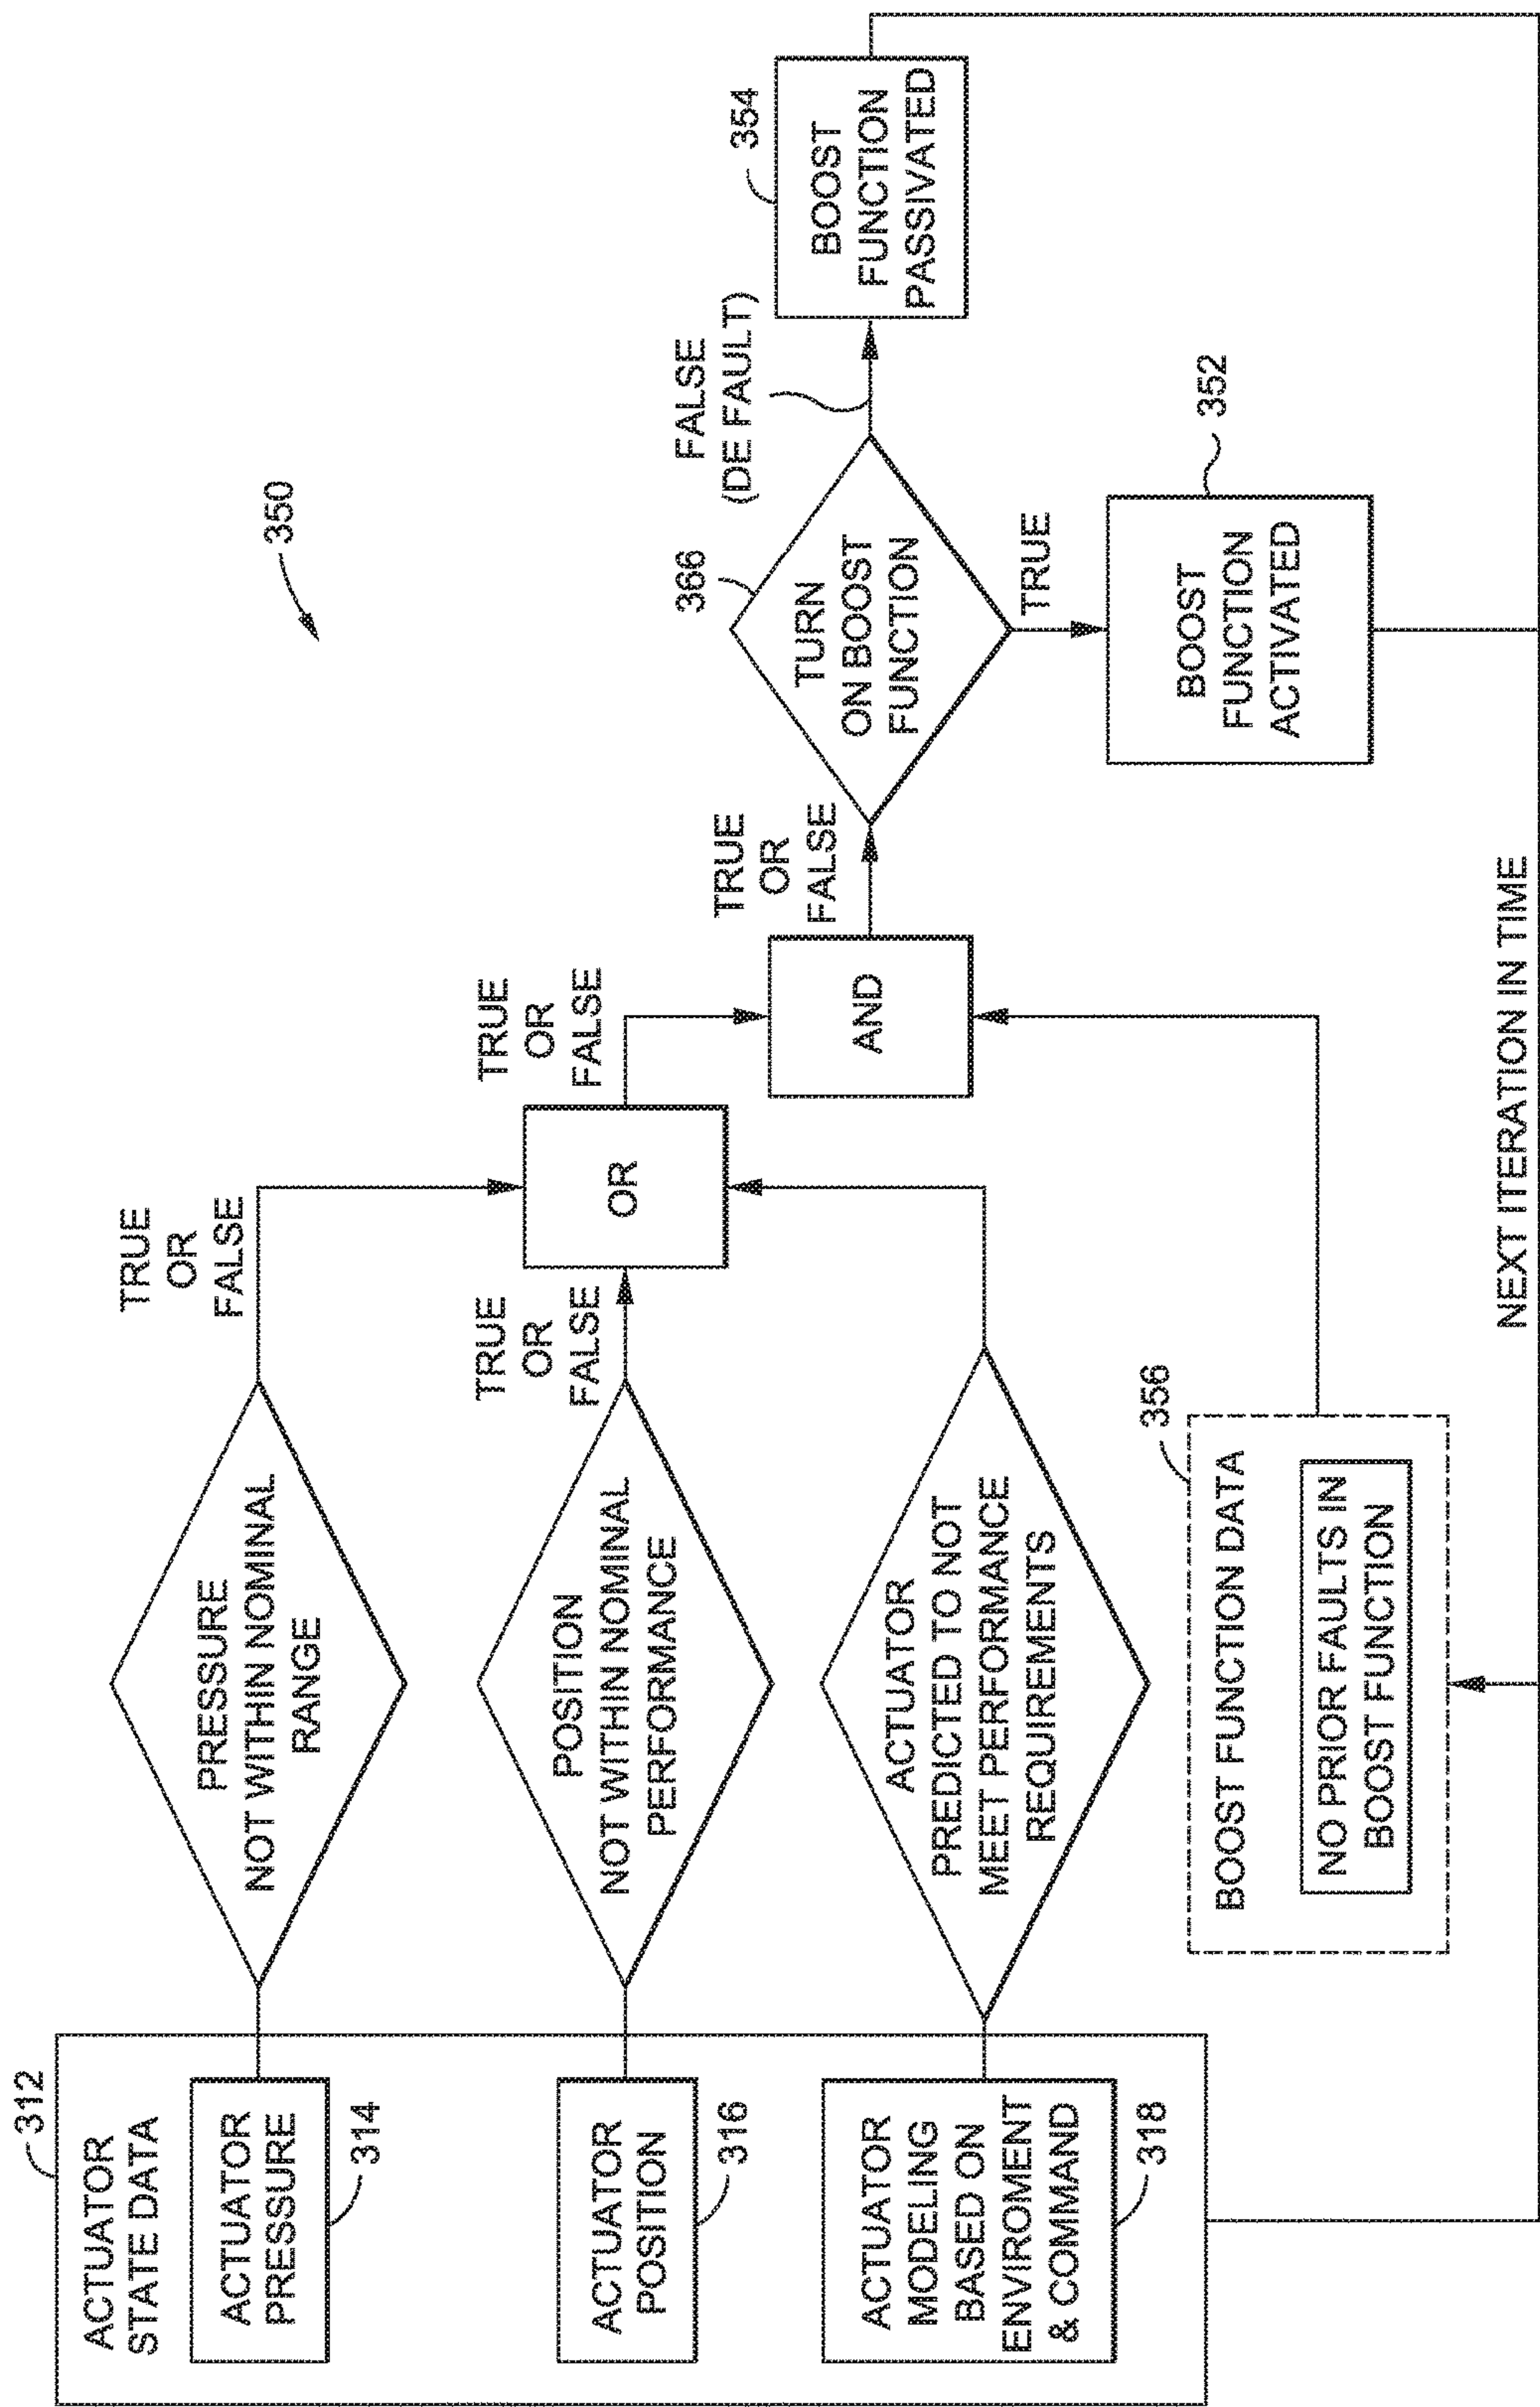 350
312
ACTUATOR
STATE DATA
ACTUATOR
PRESSURE
314
PRESSURE
NOT WITHIN NOMINAL
RANGE
TRUE
OR
FALSE
ACTUATOR
POSITION
316
POSITION
NOT WITHIN NOMINAL
PERFORMANCE
TRUE
OR
FALSE
OR
TRUE
OR
FALSE
ACTUATOR
MODELING
BASED ON
ENVIROMENT
& COMMAND
318
ACTUATOR
PREDICTED TO NOT
MEET PERFORMANCE
REQUIREMENTS
AND
TRUE
OR
FALSE
366
TURN
ON BOOST
FUNCTION
FALSE
(DE FAULT)
354
BOOST
FUNCTION
PASSIVATED
TRUE
352
BOOST
FUNCTION
ACTIVATED
356
BOOST FUNCTION DATA
NO PRIOR FAULTS IN
BOOST FUNCTION
NEXT ITERATION IN TIME